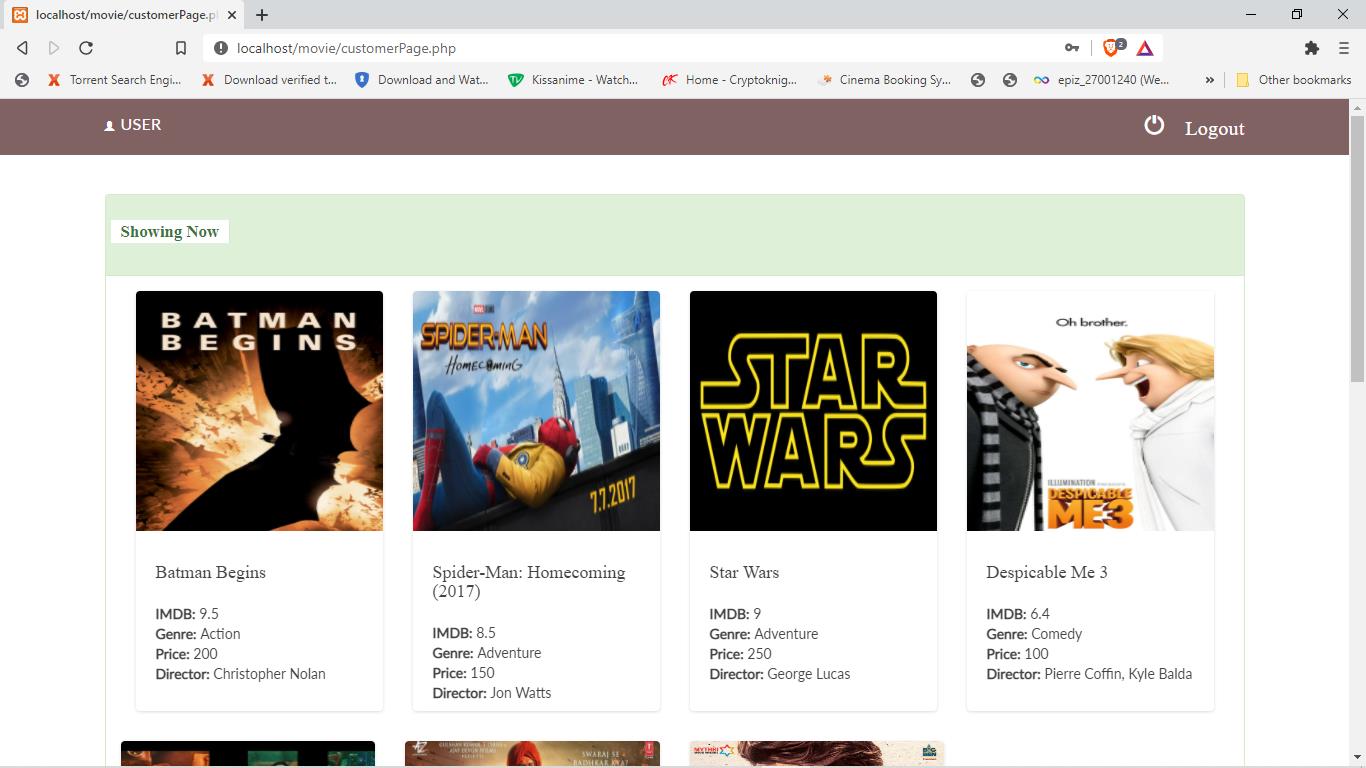 localhost/movie/customerPage.p
localhost/movie/customerPage.php
2
Torrent Search Engi... Download verified t... Download and Wat... Kissanime - Watch... Home - Cryptoknig... Cinema Booking Sy... epiz_27001240 (We... » Other bookmarks
USER
Logout
Showing Now
BATMAN
BEGINS
SPIDER-MAN
HOMECOMING
7.7.2017
STAR
WARS
Oh brother.
ILLUMINATION
DESPICABLE
ME3
Batman Begins
IMDB: 9.5
Genre: Action
Price: 200
Director: Christopher Nolan
Spider-Man: Homecoming
(2017)
IMDB: 8.5
Genre: Adventure
Price: 150
Director: Jon Watts
Star Wars
IMDB: 9
Genre: Adventure
Price: 250
Director: George Lucas
Despicable Me 3
IMDB: 6.4
Genre: Comedy
Price: 100
Director: Pierre Coffin, Kyle Balda
SWARAJ SE
BADHKAR KYA?
MYTHRI